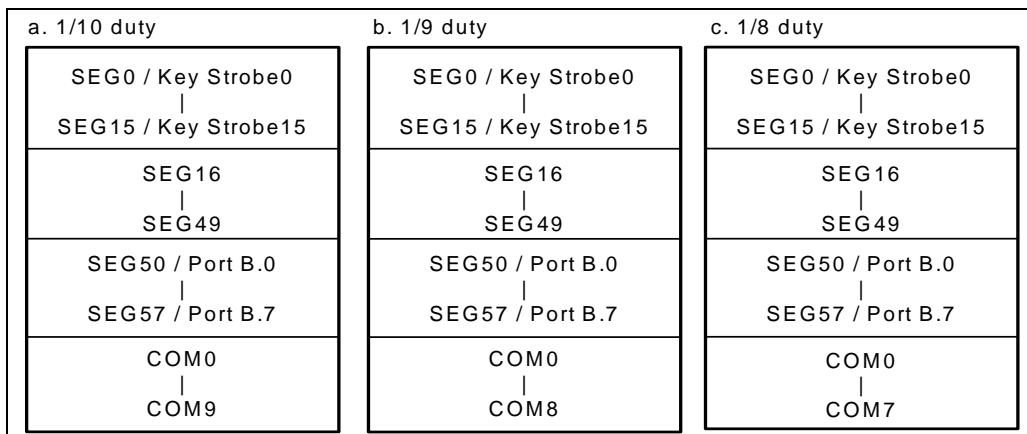 a. 1/10 duty
SEG0 / Key Strobe0
|
SEG15 / Key Strobe15
SEG16
|
SEG49
SEG50 / Port B.0
|
SEG57 / Port B.7
COM0
|
COM9
b. 1/9 duty
SEG0 / Key Strobe0
|
SEG15 / Key Strobe15
SEG16
|
SEG49
SEG50 / Port B.0
|
SEG57 / Port B.7
COM0
|
COM8
c. 1/8 duty
SEG0 / Key Strobe0
|
SEG15 / Key Strobe15
SEG16
|
SEG49
SEG50 / Port B.0
|
SEG57 / Port B.7
COM0
|
COM7